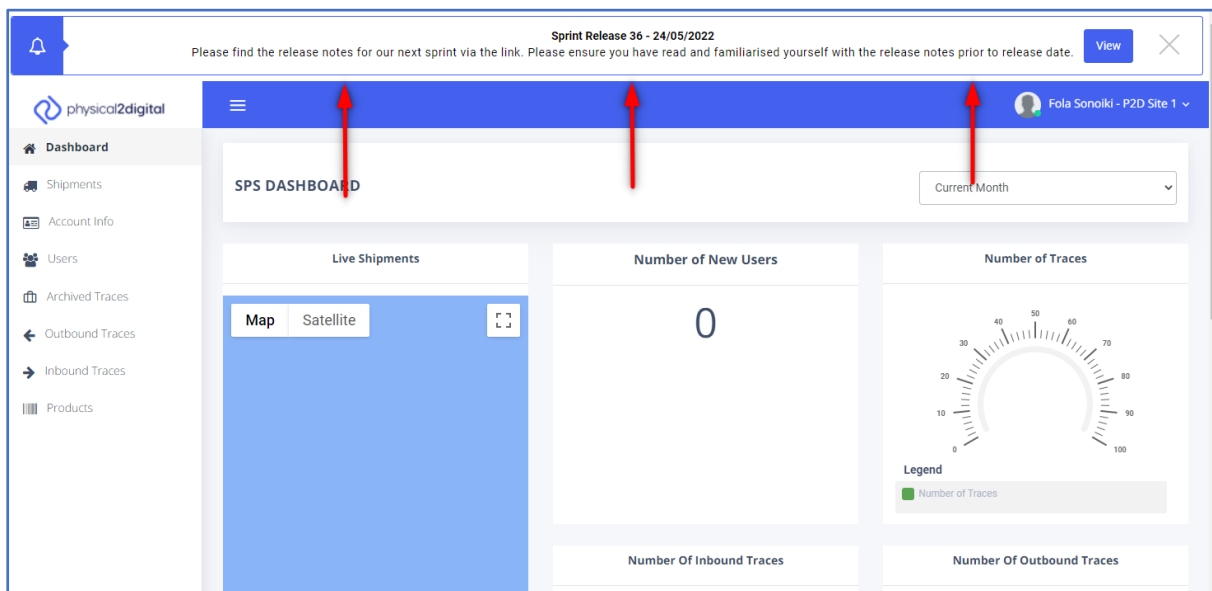 Sprint Release 36 - 24/05/2022
Please find the release notes for our next sprint via the link. Please ensure you have read and familiarised yourself with the release notes prior to release date.
View
physical2digital
Fola Sonoiki - P2D Site 1
Dashboard
Shipments
Account Info
Users
Archived Traces
Outbound Traces
Inbound Traces
Products
SPS DASHBOARD
Current Month
Live Shipments
Map Satellite
Number of New Users
0
Number of Traces
0 10 20 30 40 50 60 70 80 90 100
Legend
Number of Traces
Number Of Inbound Traces
Number Of Outbound Traces